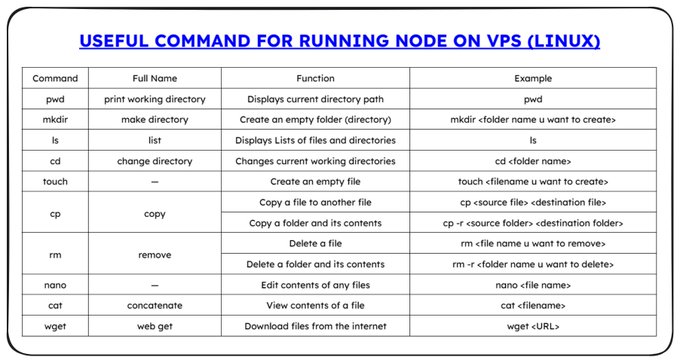 USEFUL COMMAND FOR RUNNING NODE ON VPS (LINUX)
Command Full Name Function Example
pwd print working directory Displays current directory path pwd
mkdir make directory Create an empty folder (directory) mkdir <folder name u want to create>
ls list Displays Lists of files and directories ls
cd change directory Changes current working directories cd <folder name>
touch — Create an empty file touch <filename u want to create>
cp copy Copy a file to another file cp <source file> <destination file>
Copy a folder and its contents cp -r <source folder> <destination folder>
rm remove Delete a file rm <file name u want to remove>
Delete a folder and its contents rm -r <folder name u want to delete>
nano — Edit contents of any files nano <file name>
cat concatenate View contents of a file cat <filename>
wget web get Download files from the internet wget <URL>